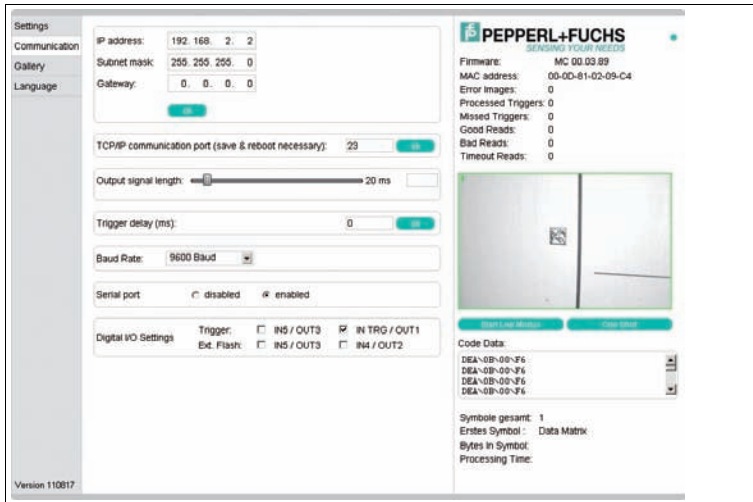 Settings
Communication
Gallery
Language
IP address: 192. 168. 2. 2
Subnet mask: 255. 255. 255. 0
Gateway: 0. 0. 0. 0
TCP/IP communication port (save & reboot necessary): 23
Output signal length: 20 ms
Trigger delay (ms): 0
Baud Rate: 9600 Baud
Serial port disabled enabled
Digital I/O Settings Trigger: IN5 / OUT3 IN TRG / OUT1
Ext. Flash: IN5 / OUT3 IN4 / OUT2
Version 110817
PEPPERL+FUCHS
SENSING YOUR NEEDS
Firmware: MC 00.03.89
MAC address: 00-0D-81-02-09-C4
Error Images: 0
Processed Triggers: 0
Missed Triggers: 0
Good Reads: 0
Bad Reads: 0
Timeout Reads: 0
Start Live Modus One Shot
Code Data:
DEA\0B\00\F6
DEA\0B\00\F6
DEA\0B\00\F6
DEA\0B\00\F6
Symbole gesamt: 1
Erstes Symbol : Data Matrix
Bytes in Symbol:
Processing Time: